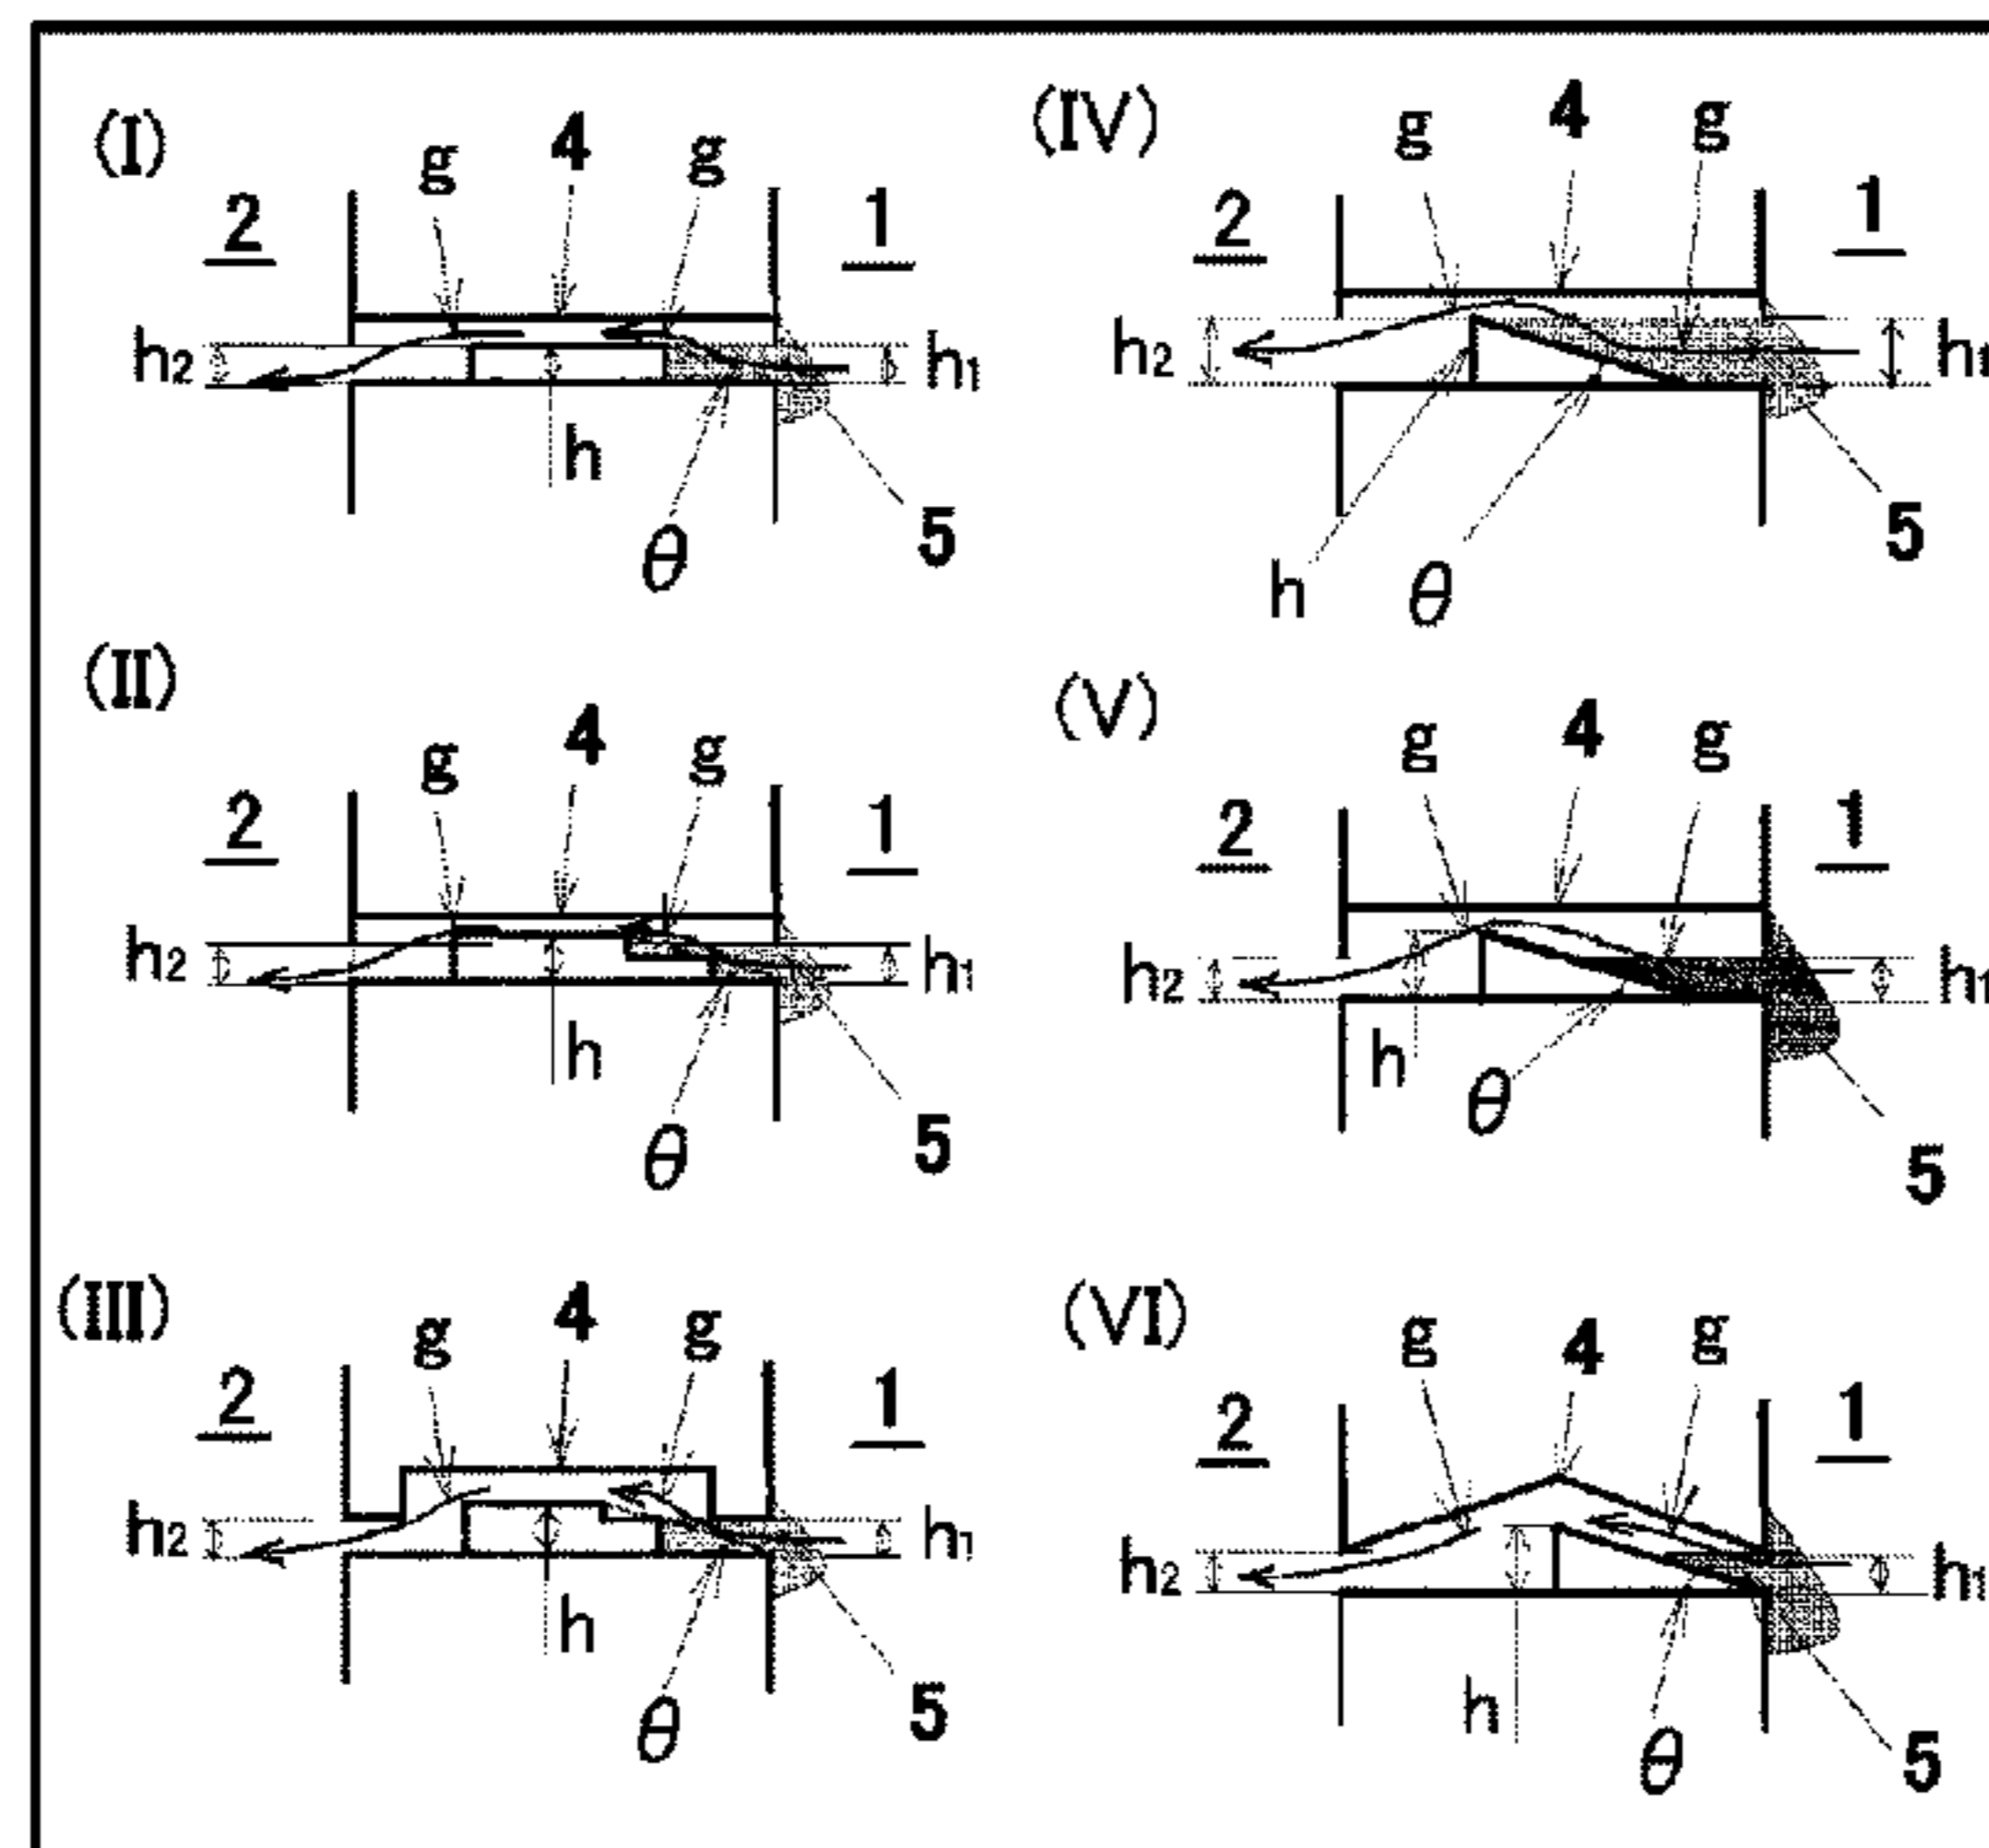 (I)
g 4 g
2 1
h2 h1
h
θ 5
(II)
g 4 g
2 1
h2 h1
h
θ 5
(III)
g 4 g
2 1
h2 h1
h
θ 5
(IV)
g 4 g
2 1
h2 h1
h θ 5
(V)
g 4 g
2 1
h2 h1
h θ
5
(VI)
g 4 g
2 1
h2 h1
h θ 5